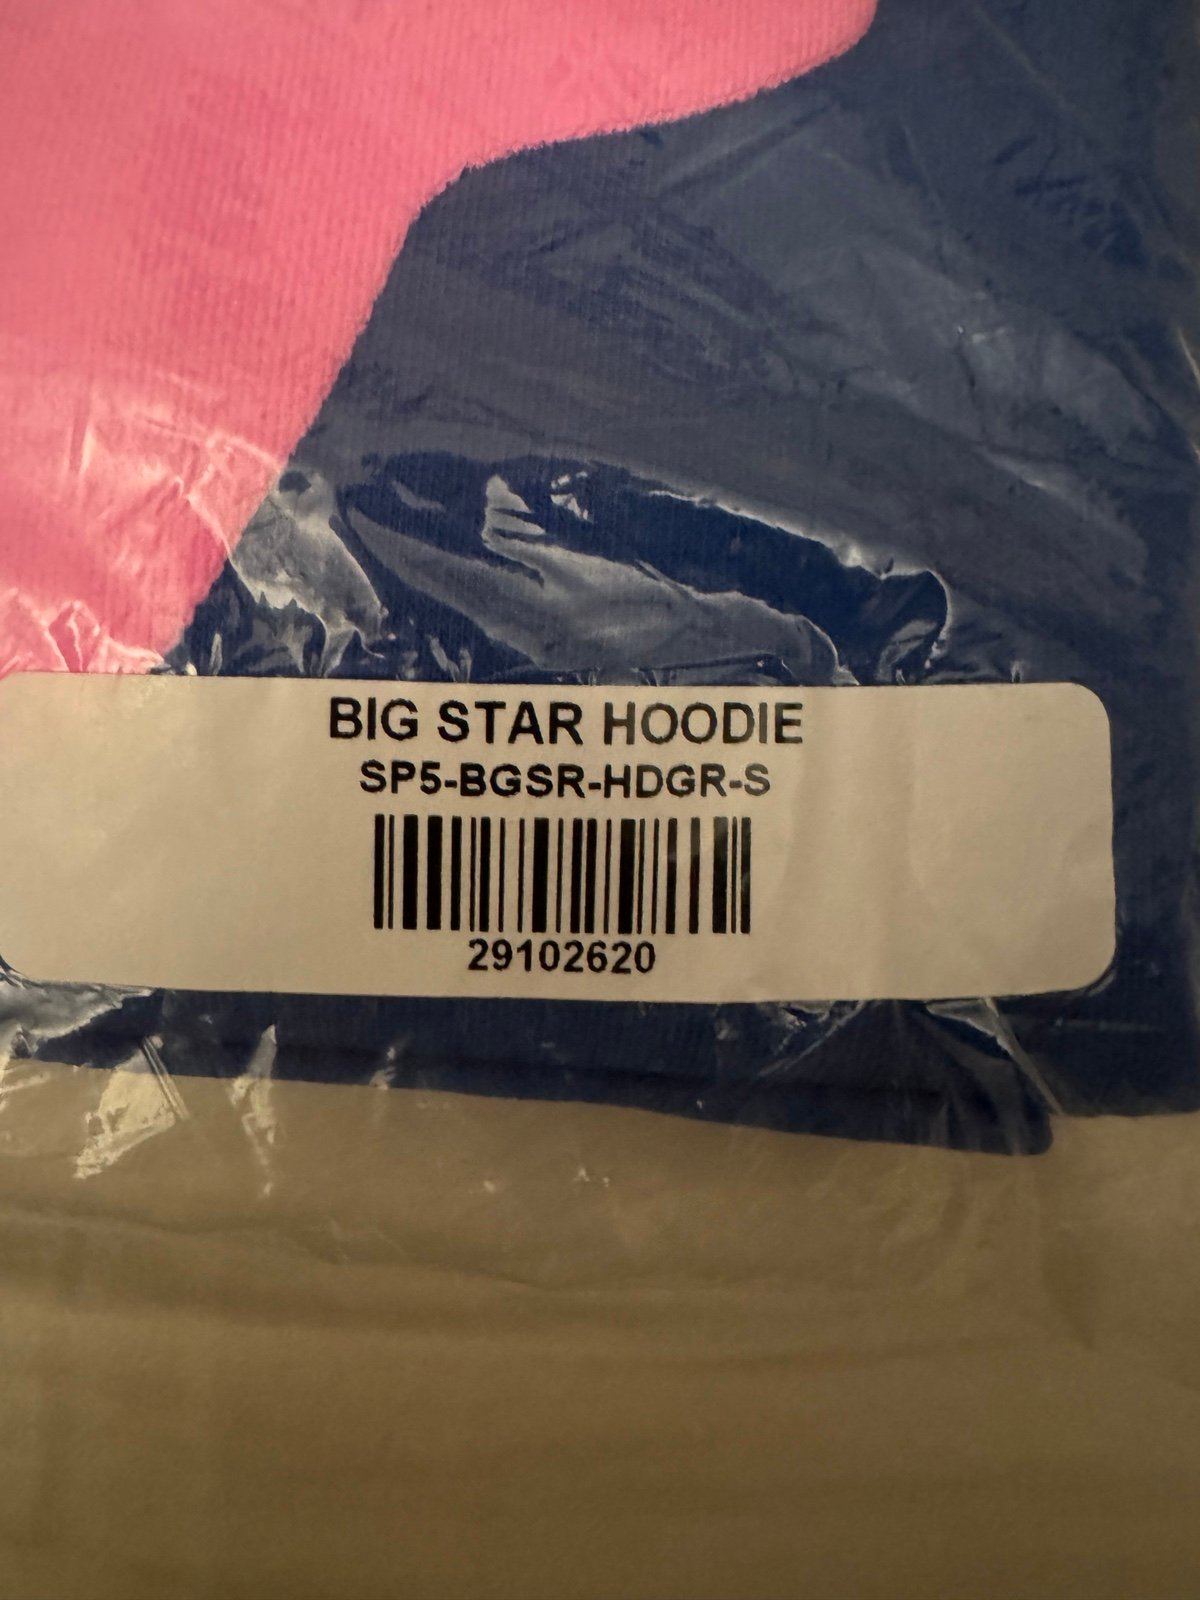 BIG STAR HOODIE
SP5-BGSR-HDGR-S
29102620